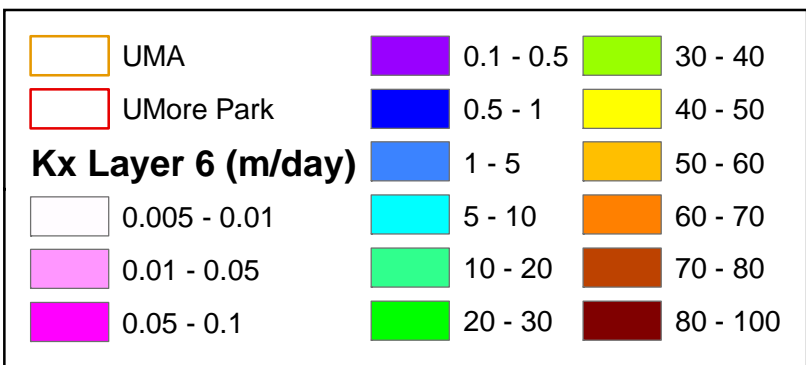 UMA
UMore Park
Kx Layer 6 (m/day)
0.005 - 0.01
0.01 - 0.05
0.05 - 0.1
0.1 - 0.5
0.5 - 1
1 - 5
5 - 10
10 - 20
20 - 30
30 - 40
40 - 50
50 - 60
60 - 70
70 - 80
80 - 100